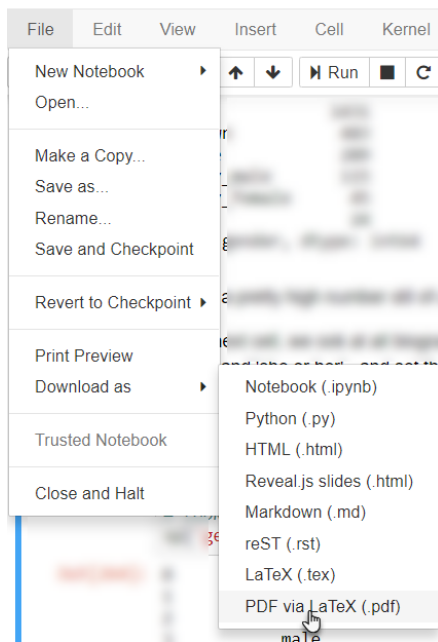 File Edit View Insert Cell Kernel
New Notebook
Run
Open...
Make a Copy...
Save as...
Rename...
Save and Checkpoint
Revert to Checkpoint
Print Preview
Download as
Trusted Notebook
Close and Halt
Notebook (.ipynb)
Python (.py)
HTML (.html)
Reveal.js slides (.html)
Markdown (.md)
reST (.rst)
LaTeX (.tex)
PDF via LaTeX (.pdf)
male